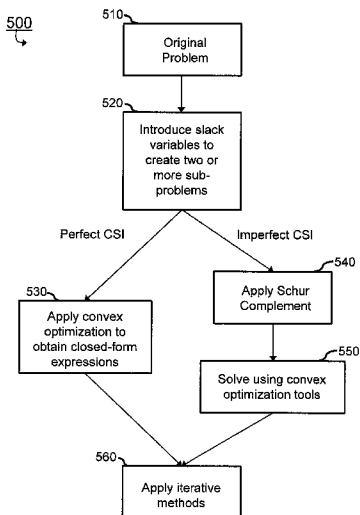 500
510
Original
Problem
520
Introduce slack
variables to
create two or
more sub-
problems
Perfect CSI
Imperfect CSI
530
Apply convex
optimization to
obtain closed-form
expressions
540
Apply Schur
Complement
550
Solve using convex
optimization tools
560
Apply iterative
methods